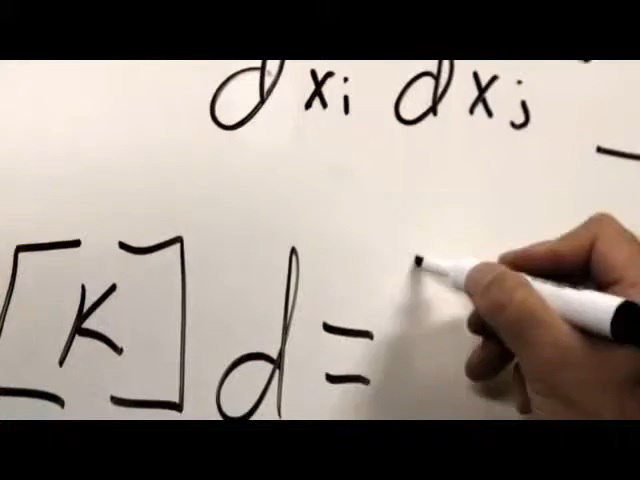 d xi d xj
[K] d =